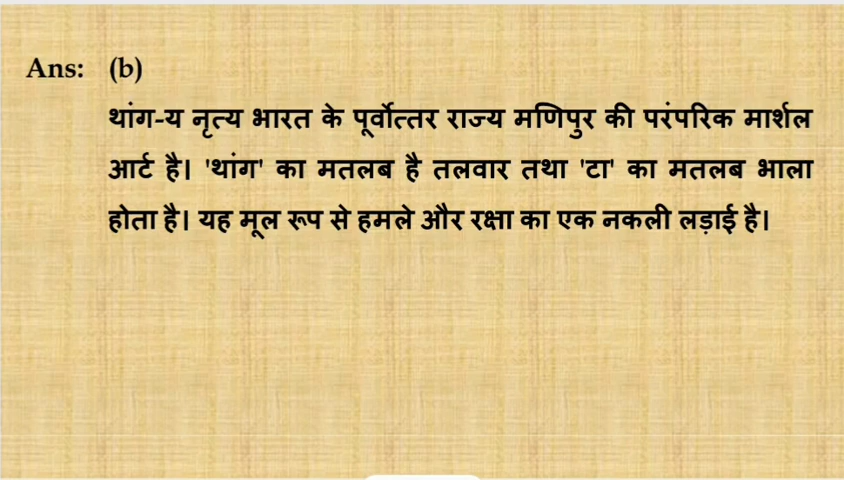 Ans: (b)
थांग-य नृत्य भारत के पूर्वोत्तर राज्य मणिपुर की परंपरिक मार्शल
आर्ट है। 'थांग' का मतलब है तलवार तथा 'टा' का मतलब भाला
होता है। यह मूल रूप से हमले और रक्षा का एक नकली लड़ाई है।